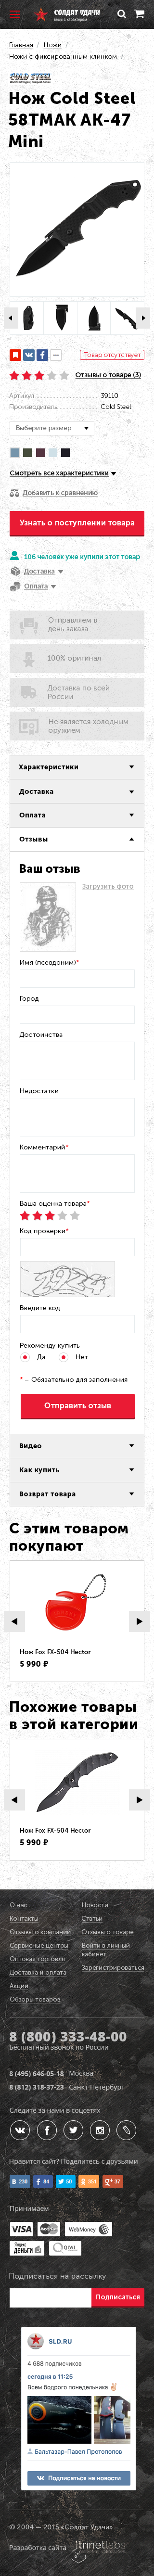 СОЛДАТ УДАЧИ
вещи с характером
Главная / Ножи /
Ножи с фиксированным клинком /
COLD STEEL
Нож Cold Steel
58TMAK AK-47
Mini
Товар отсутствует
Отзывы о товаре (3)
Артикул 39110
Производитель Cold Steel
Выберите размер
Смотреть все характеристики
Добавить к сравнению
Узнать о поступлении товара
106 человек уже купили этот товар
Доставка
Оплата
Отправляем в
день заказа
100% оригинал
Доставка по всей
России
Не является холодным
оружием
Характеристики
Доставка
Оплата
Отзывы
Ваш отзыв
Загрузить фото
Имя (псевдоним)*
Город
Достоинства
Недостатки
Комментарий*
Ваша оценка товара*
Код проверки*
Введите код
Рекоменду купить
Да Нет
* – Обязательно для заполнения
Отправить отзыв
Видео
Как купить
Возврат товара
С этим товаром
покупают
Нож Fox FX-504 Hector
5 990 ₽
Похожие товары
в этой категории
Нож Fox FX-504 Hector
5 990 ₽
О нас
Контакты
Отзывы о компании
Сервисные центры
Оптовая торговля
Доставка и оплата
Акции
Обзоры товаров
Новости
Статьи
Отзывы о товаре
Войти в личный
кабинет
Зарегистрироваться
8 (800) 333-48-00
Бесплатный звонок по России
8 (495) 646-05-18 Москва
8 (812) 318-37-23 Санкт-Петербург
Следите за нами в соцсетях
Нравится сайт? Поделитесь с друзьями
230 84 50 351 37
Принимаем
VISA MasterCard WebMoney
Яндекс Деньги QIWI
Подписаться на рассылку
Подписаться
SLD.RU
4 688 подписчиков
сегодня в 11:25
Всем бодрого понедельника
Бальтазар-Павел Протополов
Подписаться на новости
© 2004 — 2015 «Солдат Удачи»
Разработка сайта trinetlabs